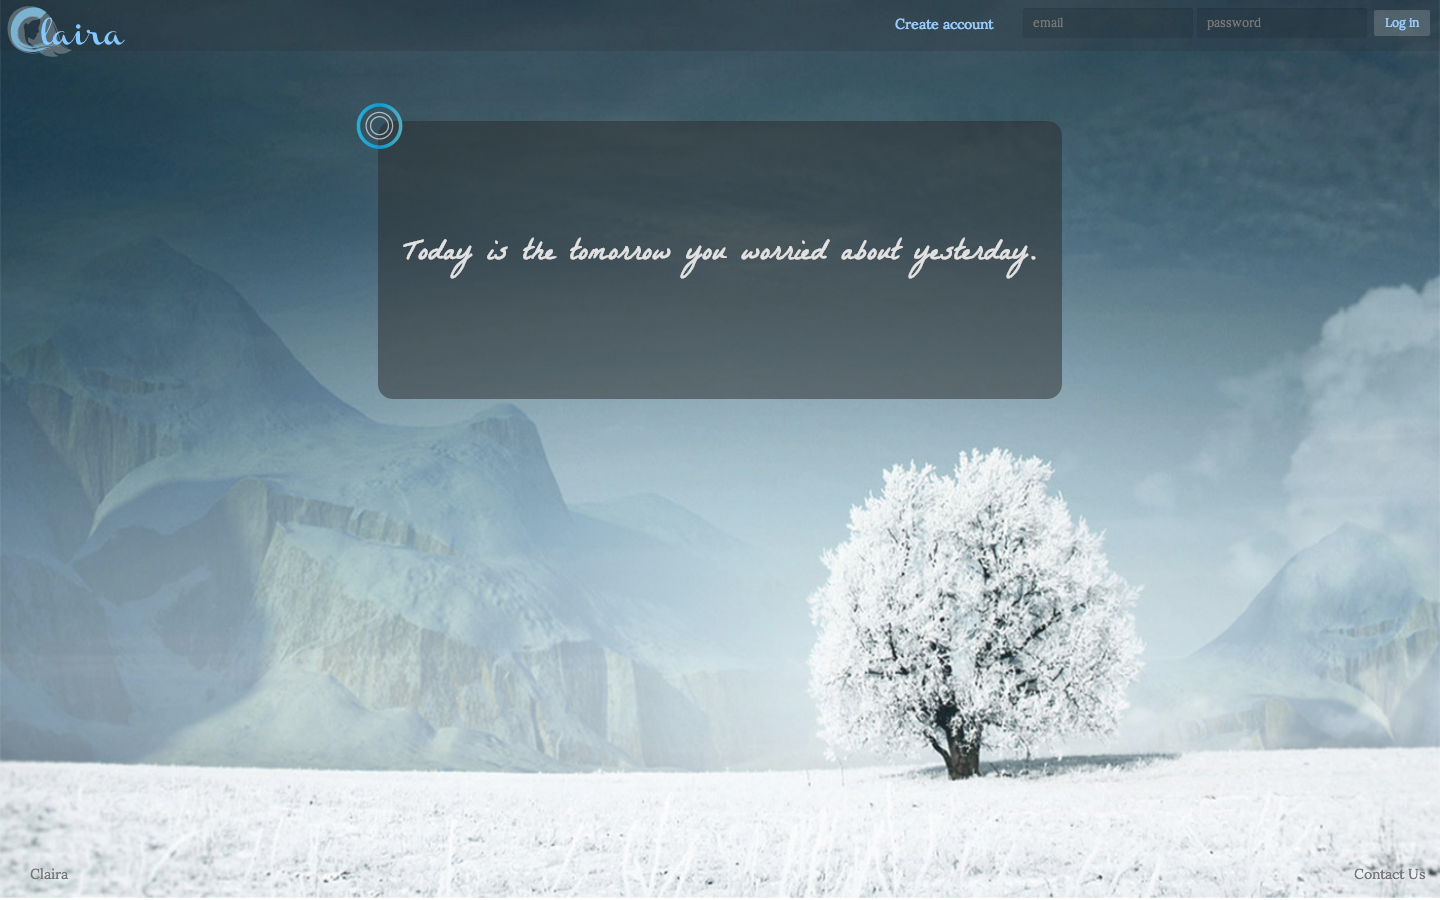 Claira
Create account
email
password
Log in
Today is the tomorrow you worried about yesterday.
Claira
Contact Us